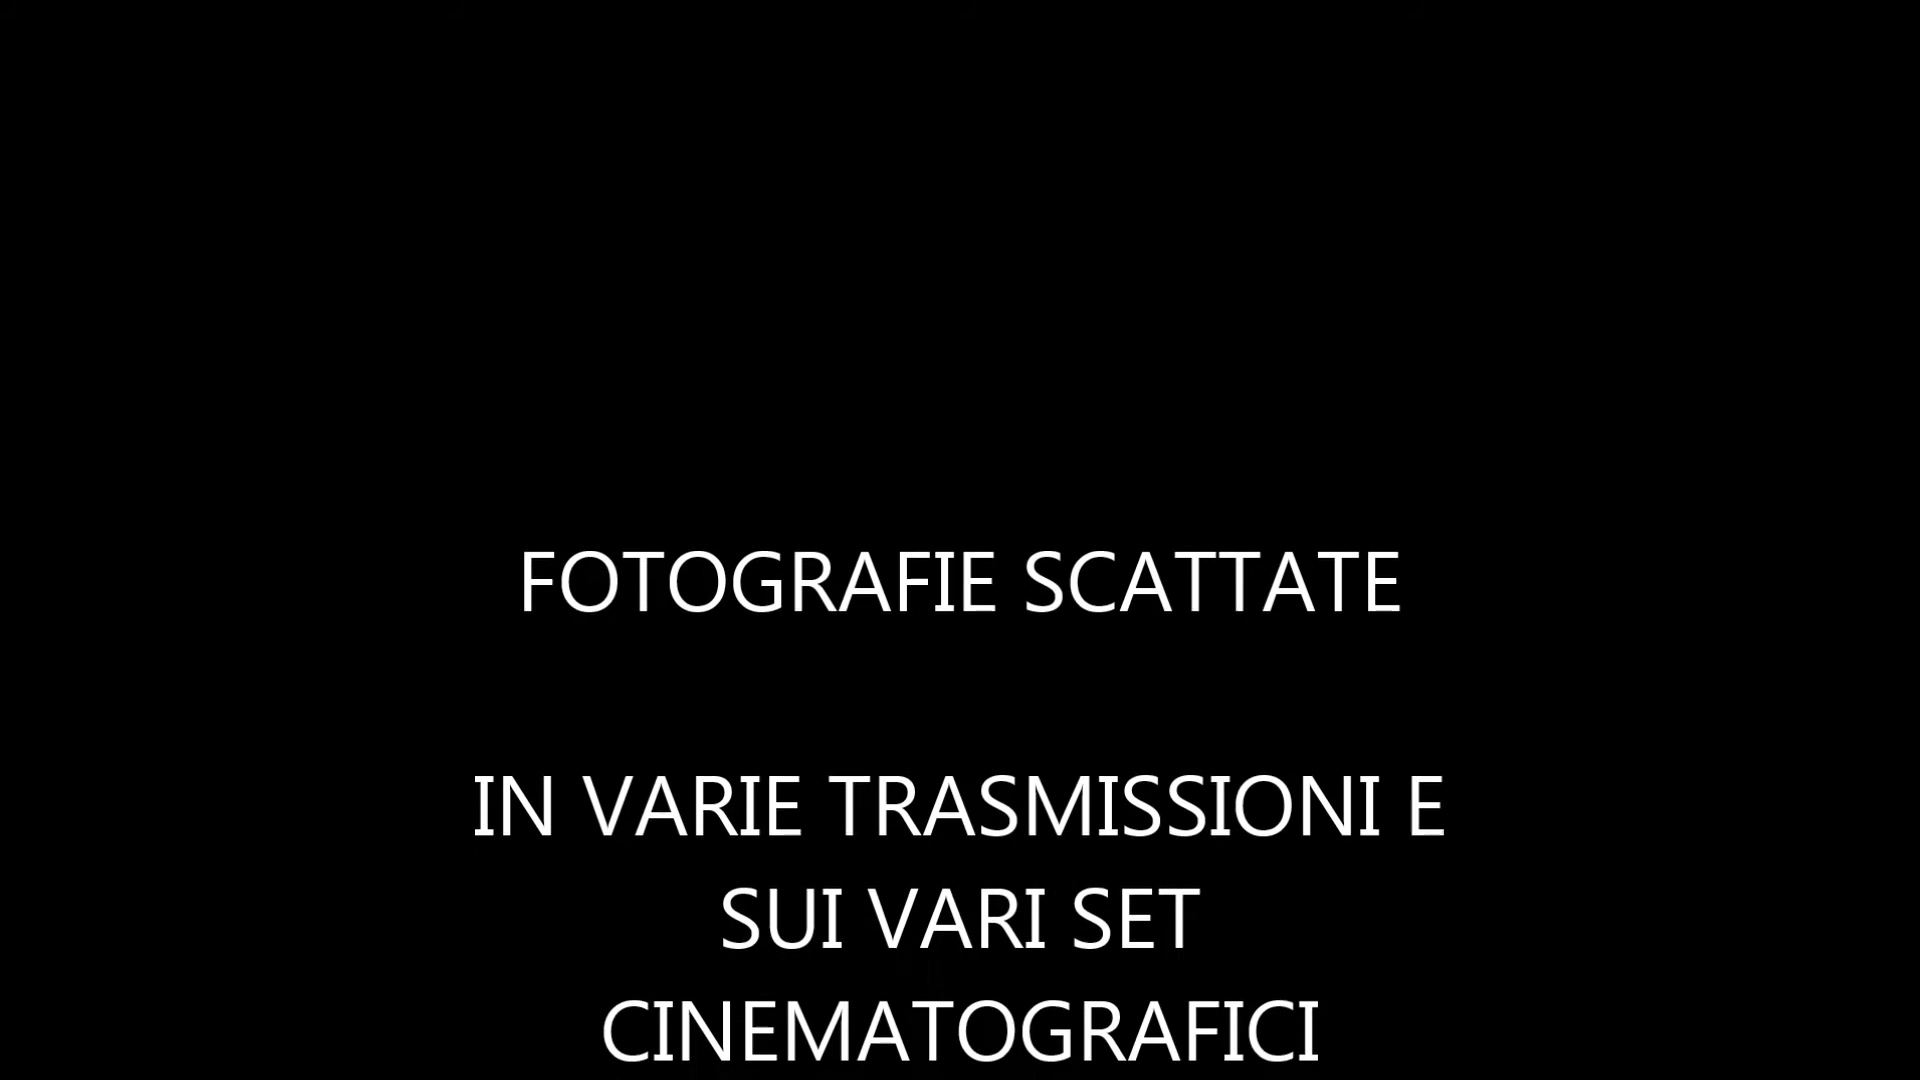 FOTOGRAFIE SCATTATE
IN VARIE TRASMISSIONI E
SUI VARI SET
CINEMATOGRAFICI